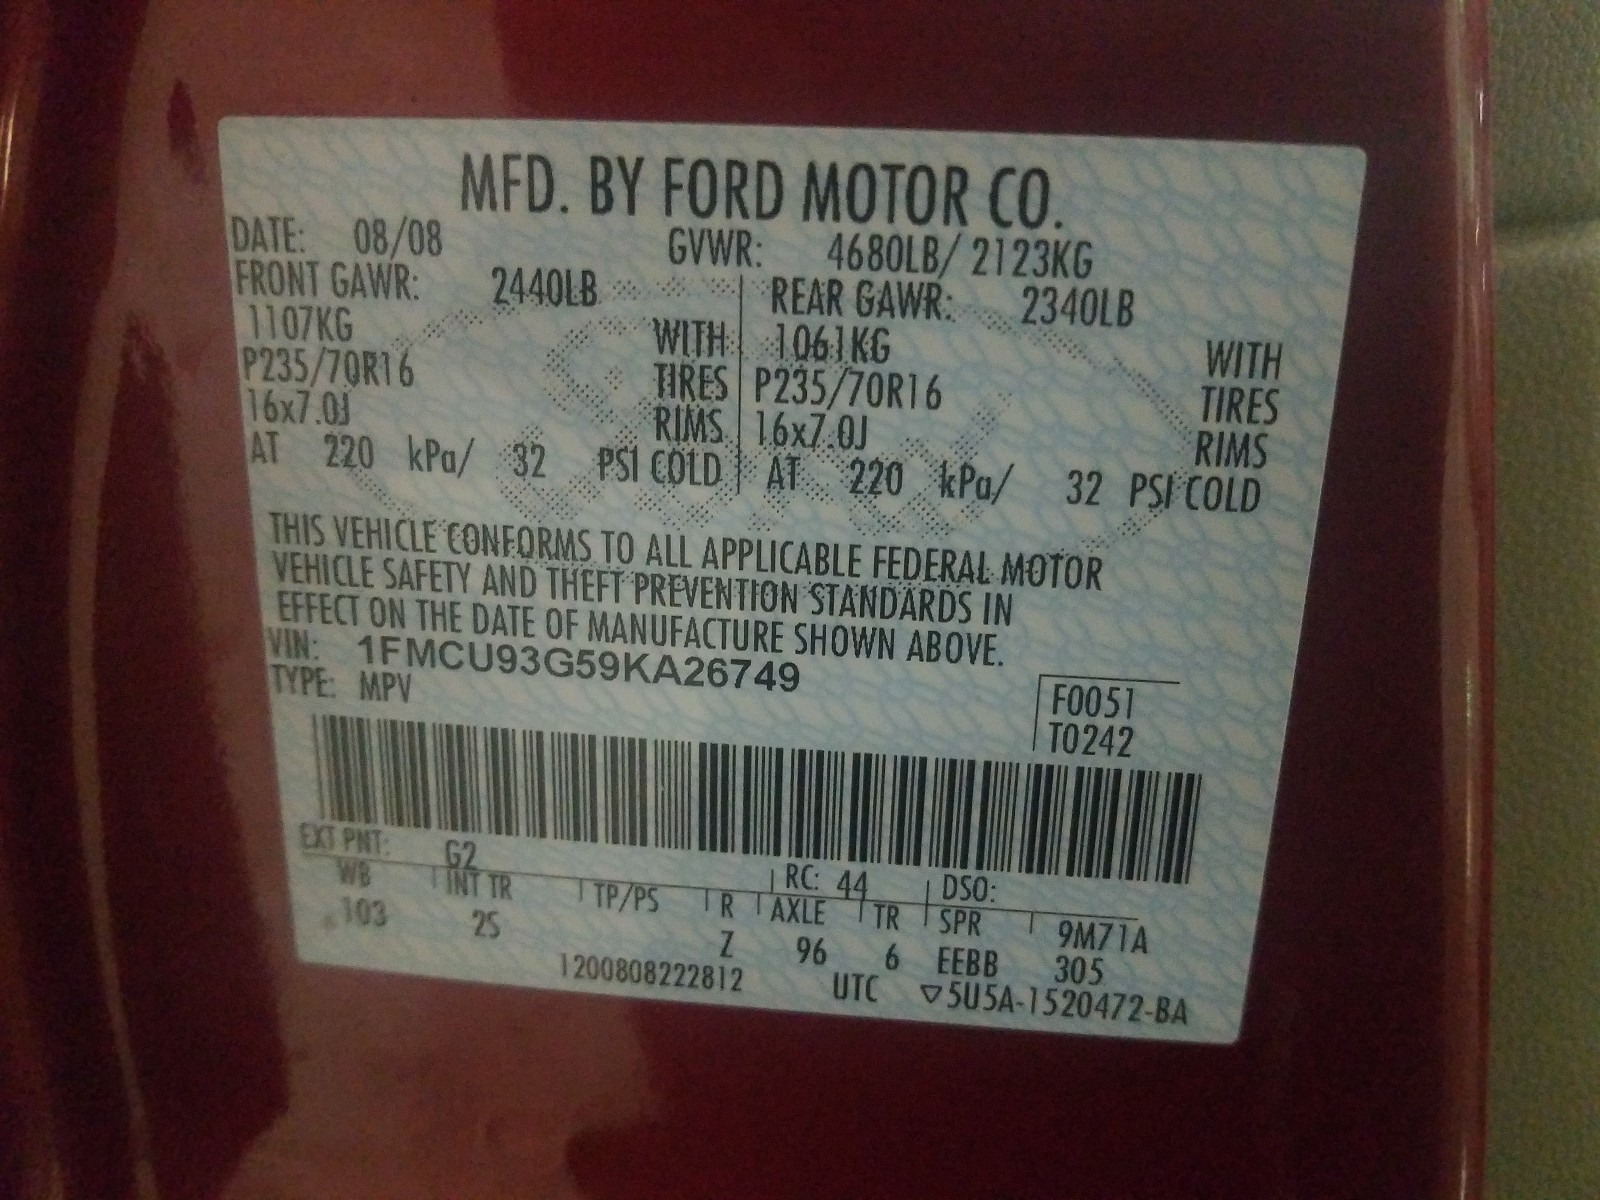 MFD. BY FORD MOTOR CO.
DATE: 08/08 GVWR: 4680LB/ 2123KG
FRONT GAWR: 2440LB REAR GAWR: 2340LB
1107KG WITH 1061KG WITH
P235/70R16 TIRES P235/70R16 TIRES
16x7.0J RIMS 16x7.0J RIMS
AT 220 kPa/ 32 PSI COLD AT 220 kPa/ 32 PSI COLD
THIS VEHICLE CONFORMS TO ALL APPLICABLE FEDERAL MOTOR
VEHICLE SAFETY AND THEFT PREVENTION STANDARDS IN
EFFECT ON THE DATE OF MANUFACTURE SHOWN ABOVE.
VIN: 1FMCU93G59KA26749
TYPE: MPV
F0051
T0242
EXT PNT: G2 RC: 44 DSO:
WB INT TR TP/PS R AXLE TR SPR 9M71A
103 2S Z 96 6 EEBB 305
1200808222812 UTC ▽5U5A-1520472-BA